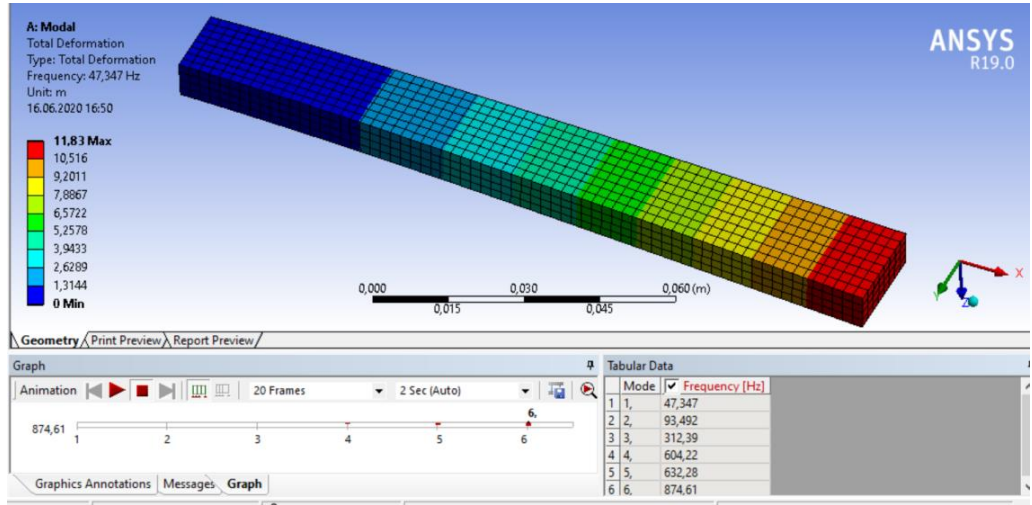 A: Modal
Total Deformation
Type: Total Deformation
Frequency: 47,347 Hz
Unit: m
16.06.2020 16:50
11,83 Max
10,516
9,2011
7,8867
6,5722
5,2578
3,9433
2,6289
1,3144
0 Min
ANSYS
R19.0
0,000 0,030 0,060 (m)
0,015 0,045
X
Y
Z
Geometry Print Preview Report Preview
Graph
Animation 20 Frames 2 Sec (Auto)
6,
874,61
1 2 3 4 5 6
Graphics Annotations Messages Graph
Tabular Data
Mode Frequency [Hz]
1 1, 47,347
2 2, 93,492
3 3, 312,39
4 4, 604,22
5 5, 632,28
6 6, 874,61